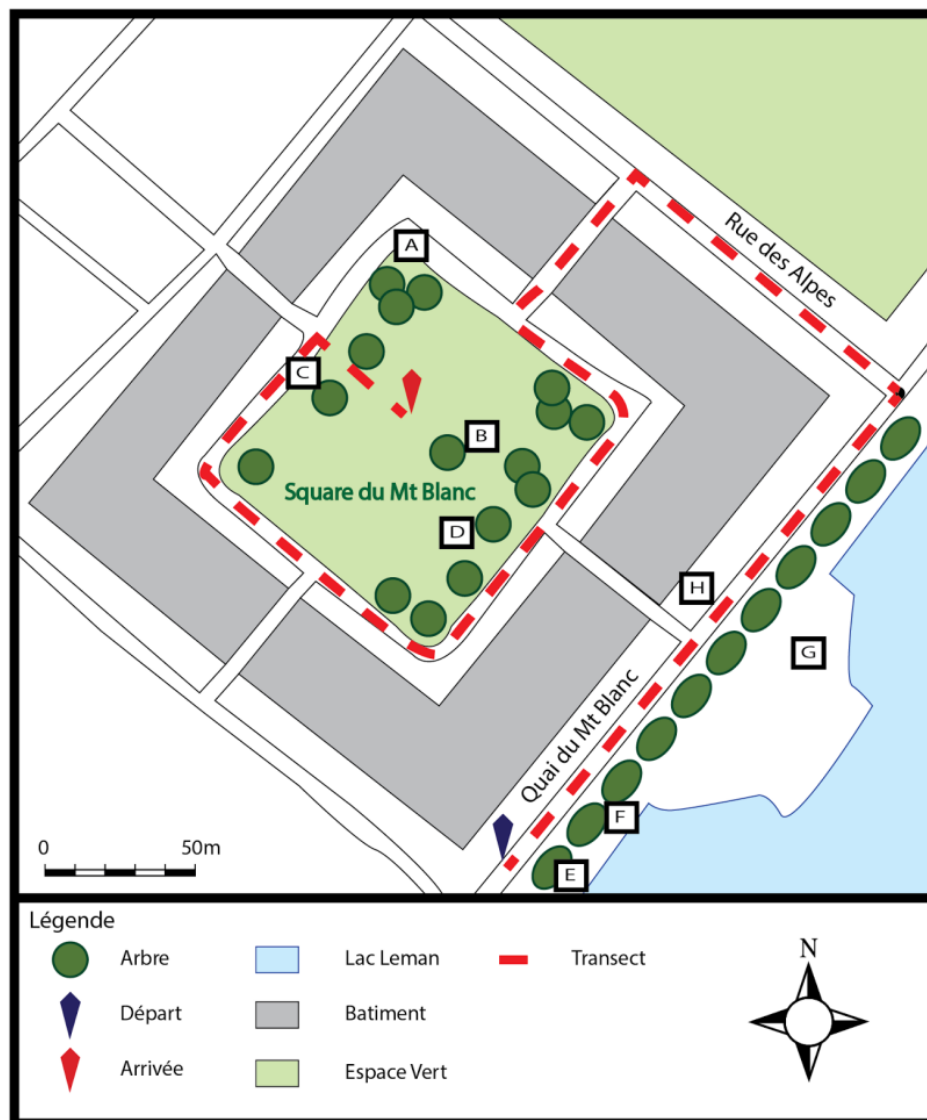 A
Rue des Alpes
C
B
Square du Mt Blanc
D
H
G
Quai du Mt Blanc
F
E
0 50m
Légende
Arbre
Lac Leman
Transect
N
Départ
Batiment
Arrivée
Espace Vert